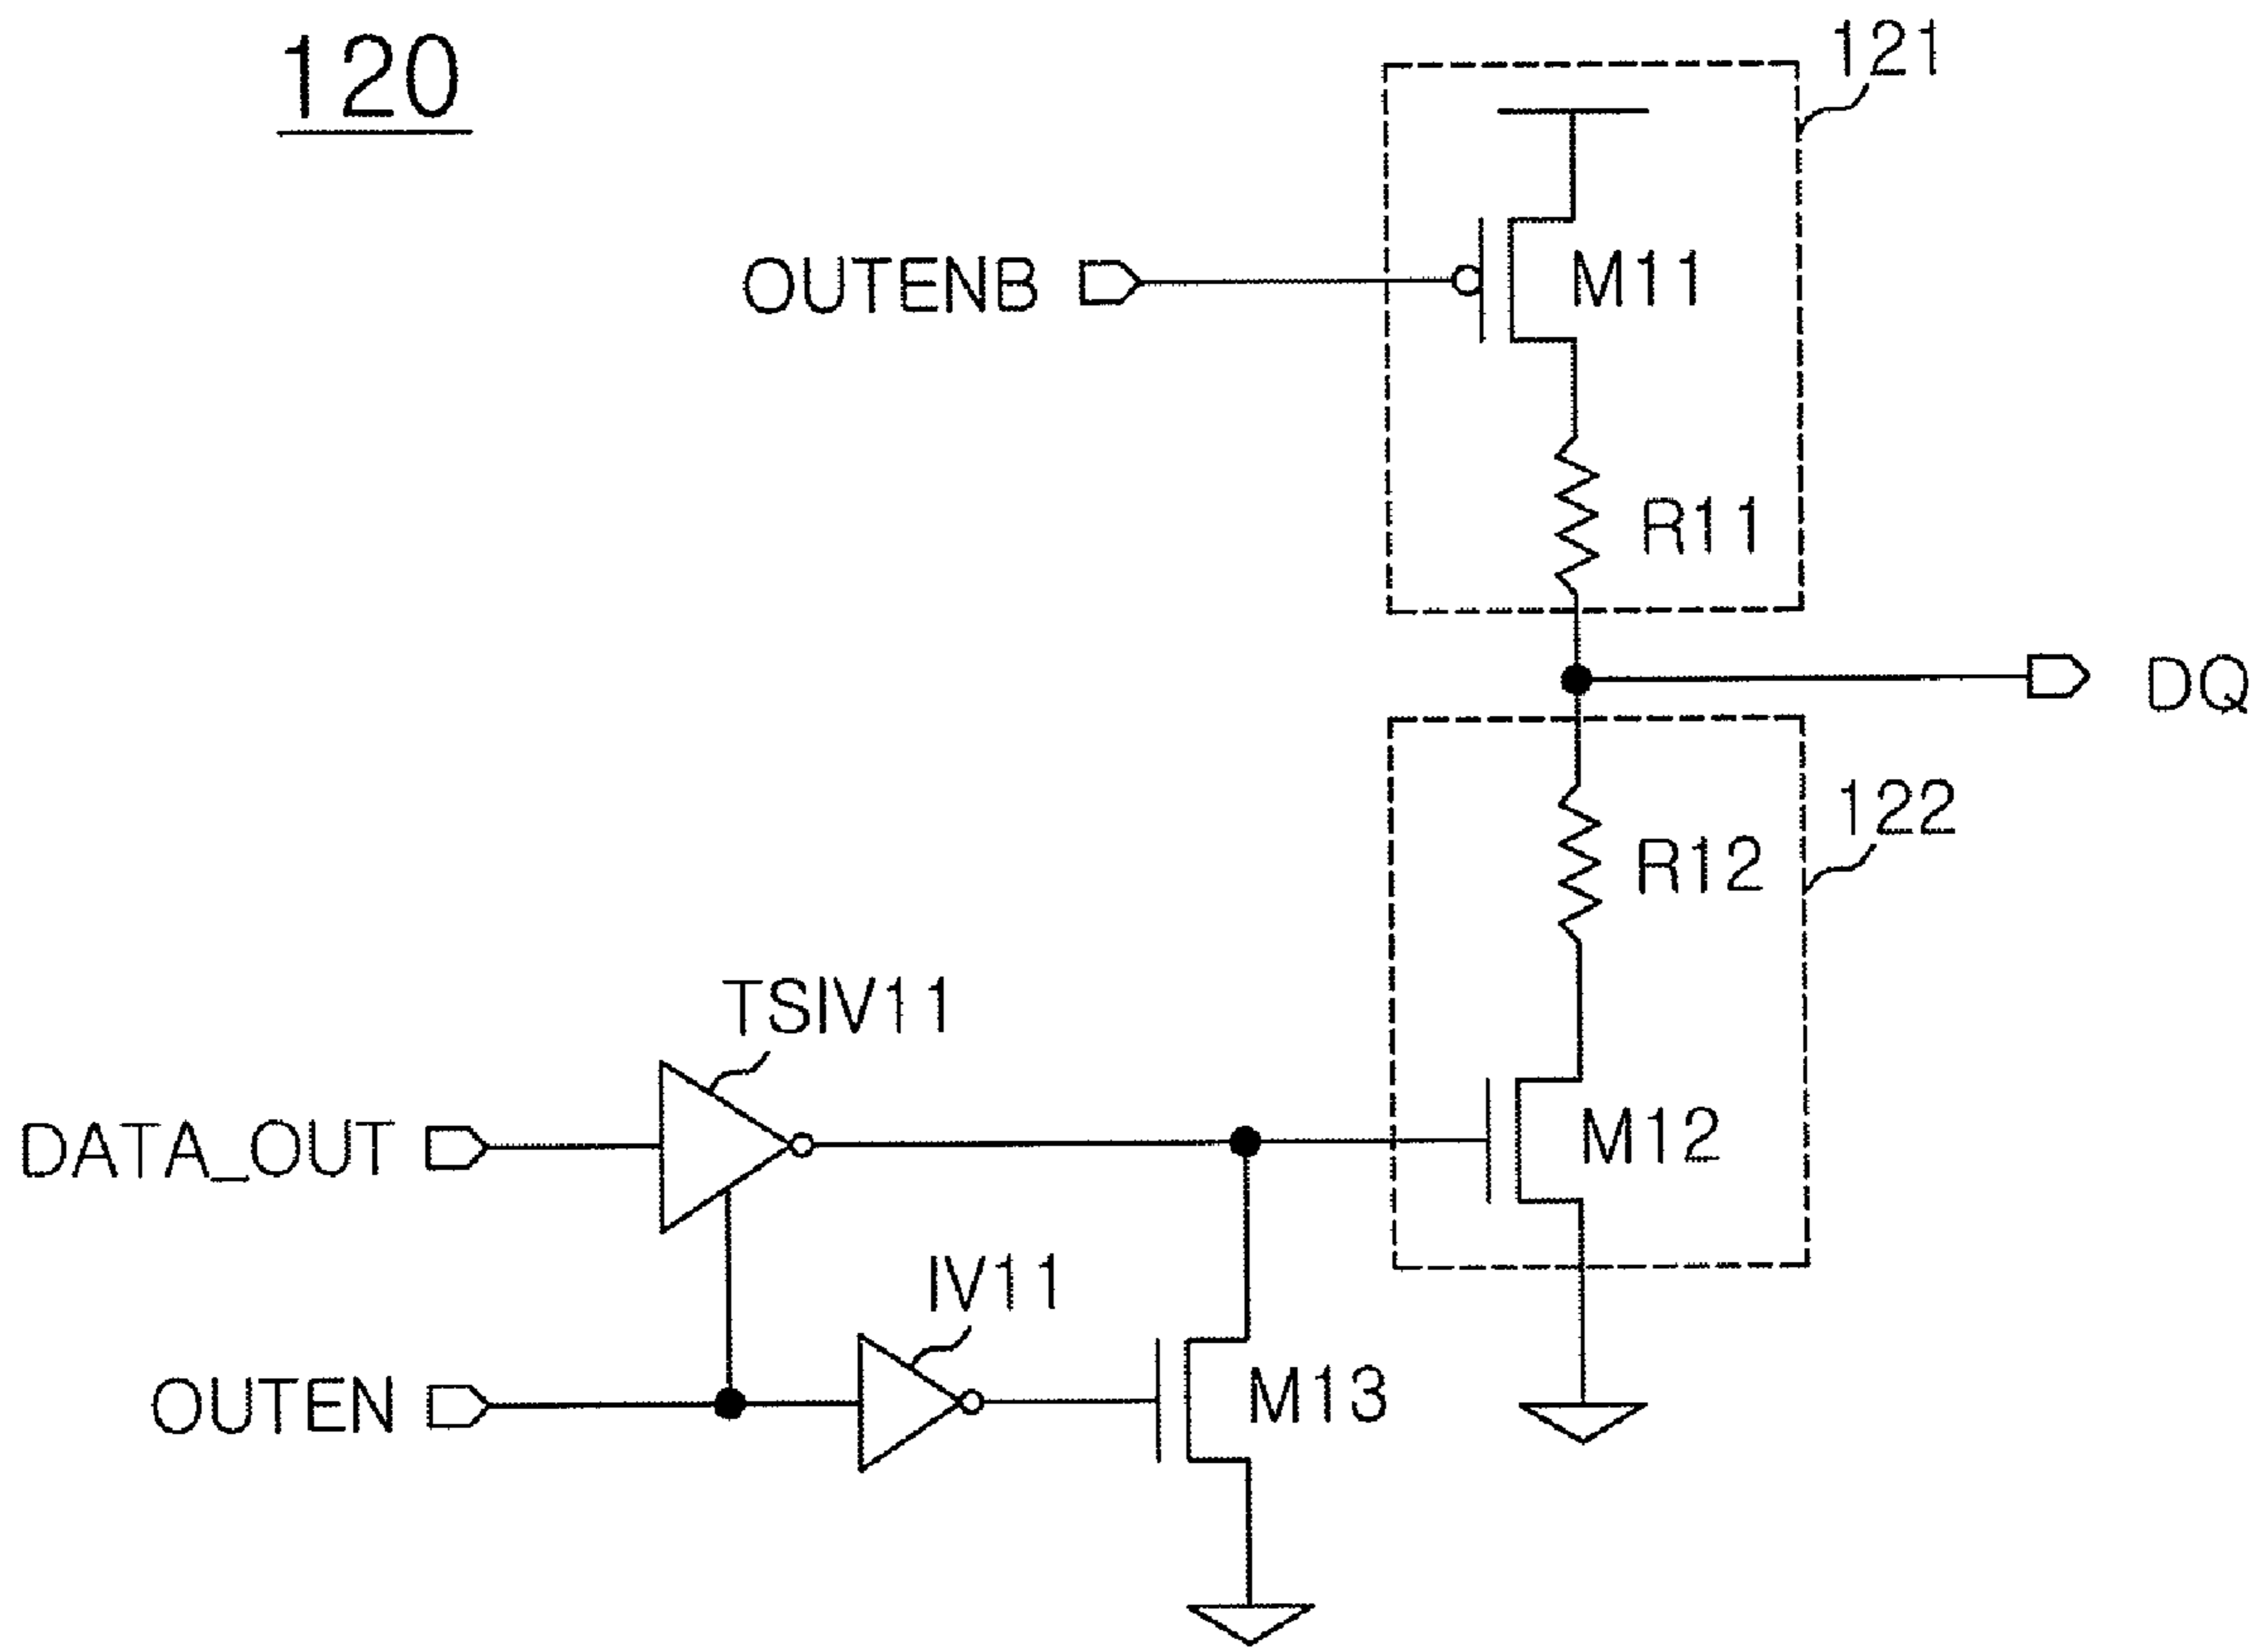 120
121
OUTENB
M11
R11
DQ
122
R12
TSIV11
DATA_OUT
M12
IV11
OUTEN
M13